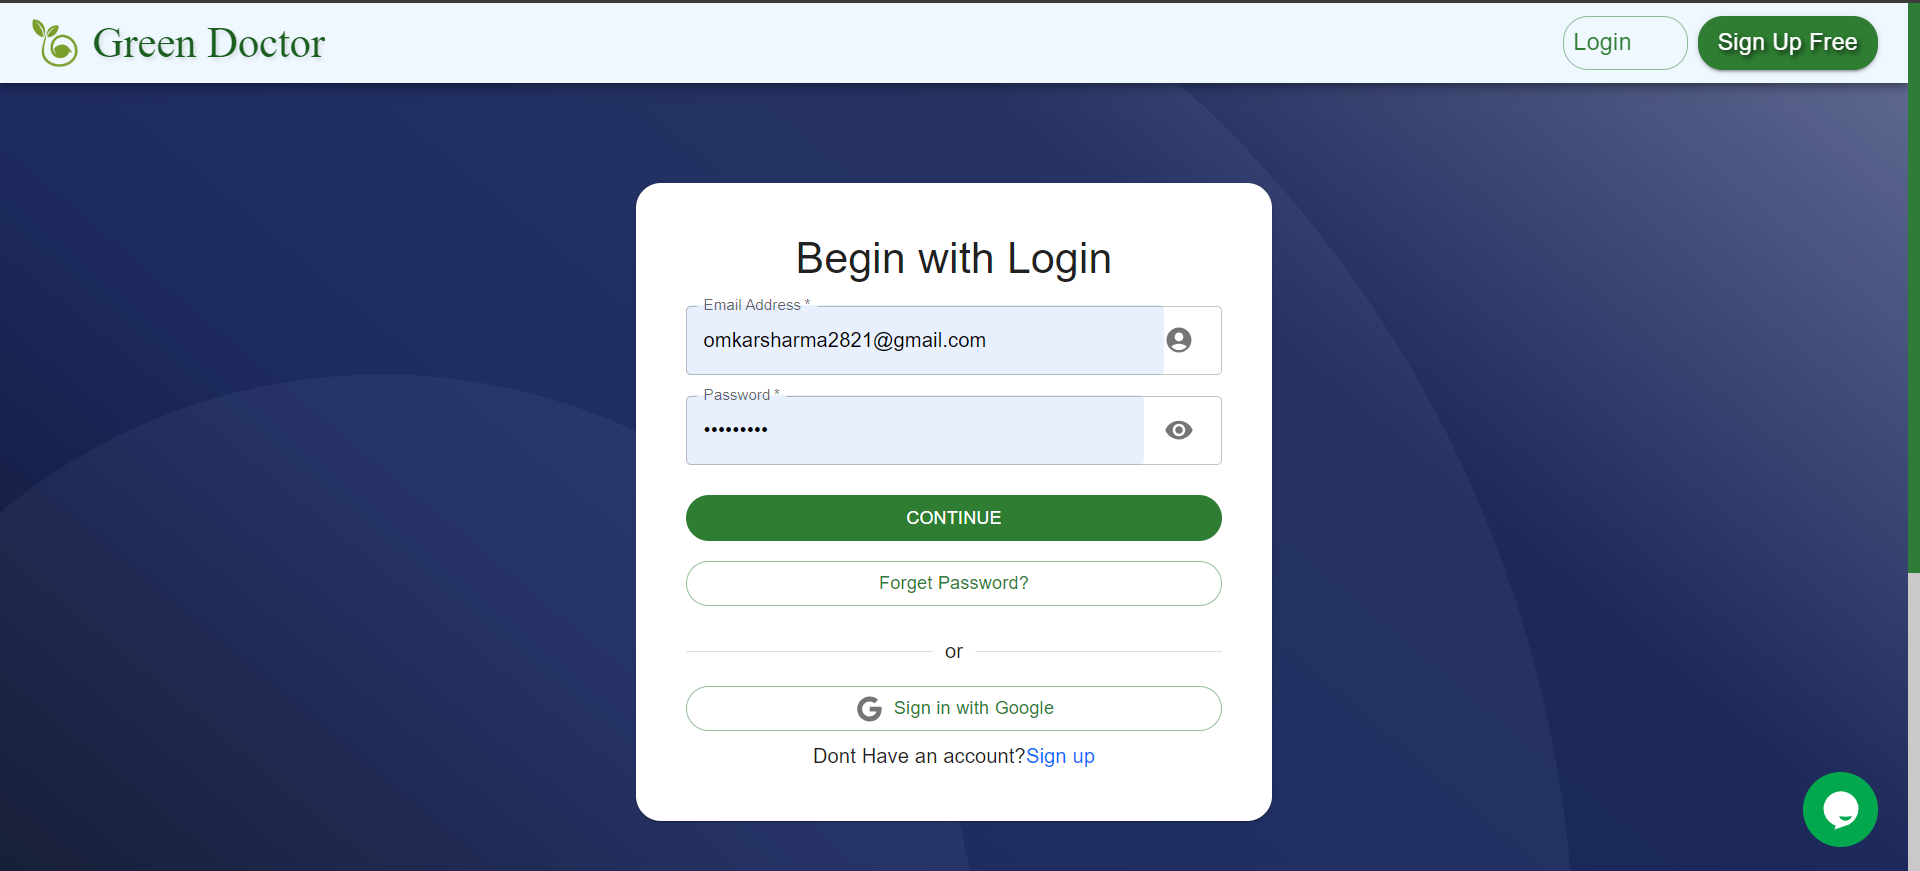 Green Doctor
Login
Sign Up Free
Begin with Login
Email Address *
omkarsharma2821@gmail.com
Password *
•••••••••
CONTINUE
Forget Password?
or
Sign in with Google
Dont Have an account?Sign up